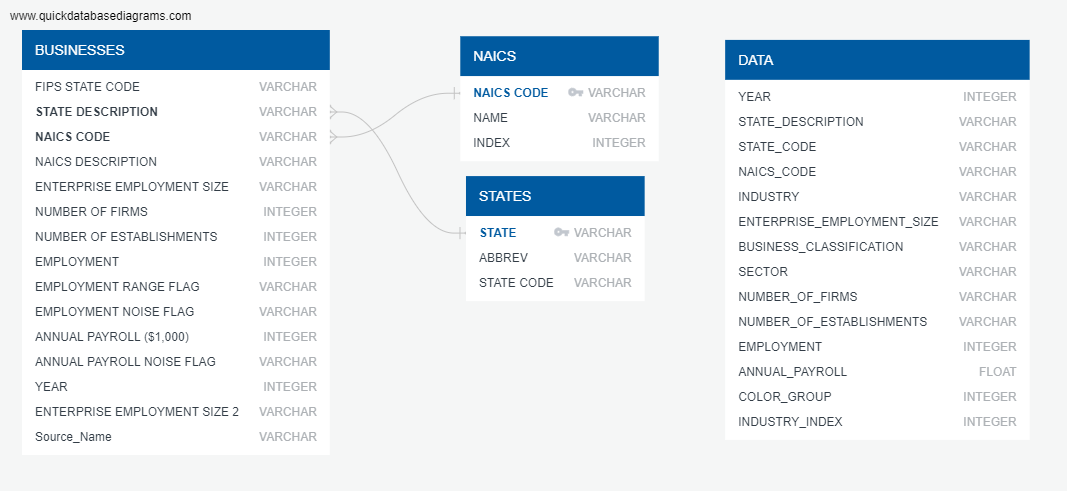 www.quickdatabasediagrams.com
BUSINESSES
FIPS STATE CODE VARCHAR
STATE DESCRIPTION VARCHAR
NAICS CODE VARCHAR
NAICS DESCRIPTION VARCHAR
ENTERPRISE EMPLOYMENT SIZE VARCHAR
NUMBER OF FIRMS INTEGER
NUMBER OF ESTABLISHMENTS INTEGER
EMPLOYMENT INTEGER
EMPLOYMENT RANGE FLAG VARCHAR
EMPLOYMENT NOISE FLAG VARCHAR
ANNUAL PAYROLL ($1,000) INTEGER
ANNUAL PAYROLL NOISE FLAG VARCHAR
YEAR INTEGER
ENTERPRISE EMPLOYMENT SIZE 2 VARCHAR
Source_Name VARCHAR
NAICS
NAICS CODE VARCHAR
NAME VARCHAR
INDEX INTEGER
STATES
STATE VARCHAR
ABBREV VARCHAR
STATE CODE VARCHAR
DATA
YEAR INTEGER
STATE_DESCRIPTION VARCHAR
STATE_CODE VARCHAR
NAICS_CODE VARCHAR
INDUSTRY VARCHAR
ENTERPRISE_EMPLOYMENT_SIZE VARCHAR
BUSINESS_CLASSIFICATION VARCHAR
SECTOR VARCHAR
NUMBER_OF_FIRMS VARCHAR
NUMBER_OF_ESTABLISHMENTS VARCHAR
EMPLOYMENT INTEGER
ANNUAL_PAYROLL FLOAT
COLOR_GROUP INTEGER
INDUSTRY_INDEX INTEGER